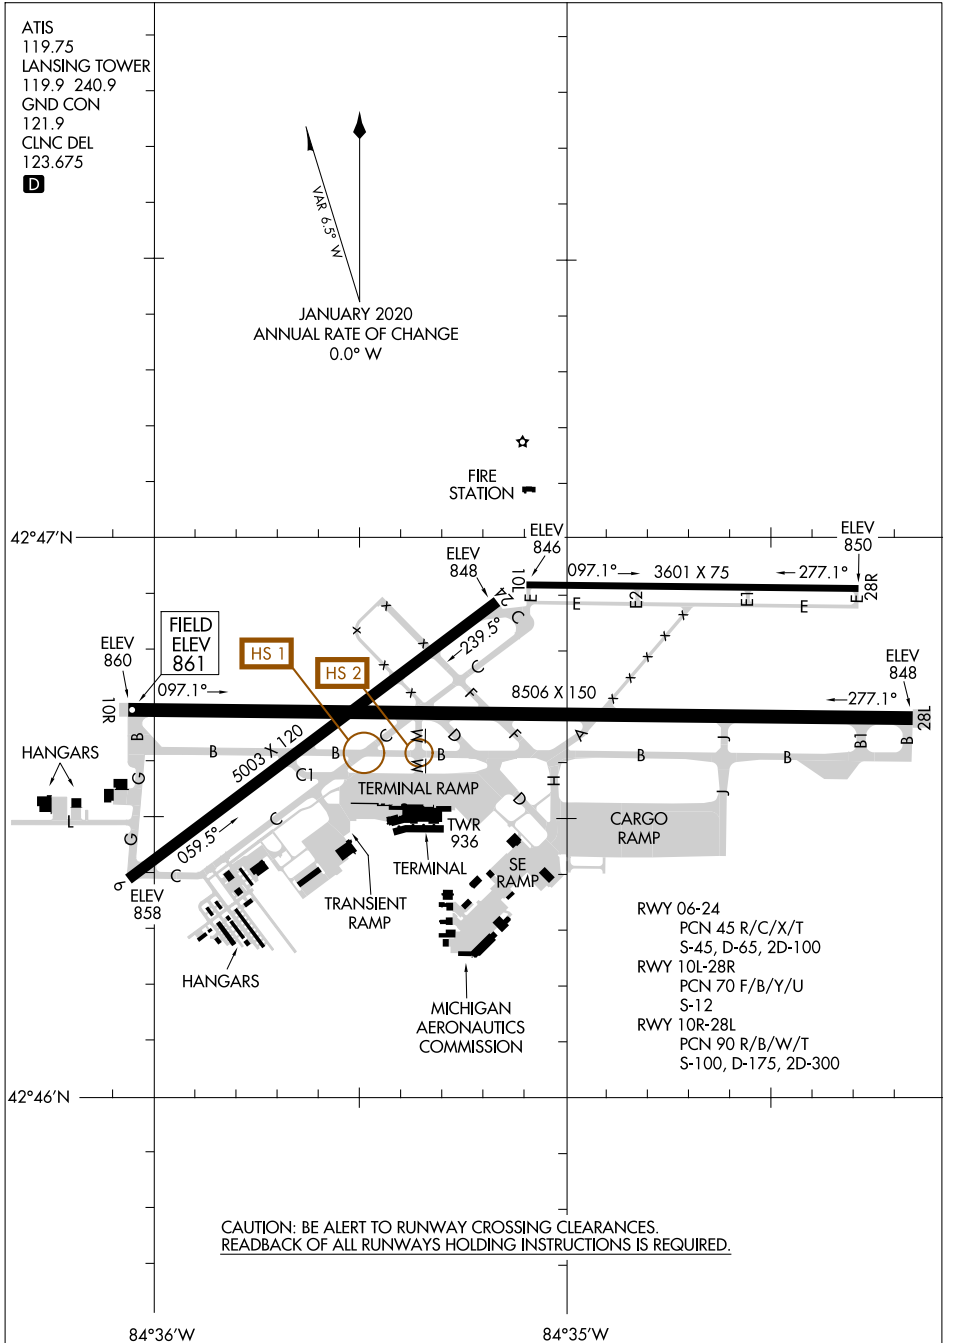 ATIS
119.75
LANSING TOWER
119.9 240.9
GND CON
121.9
CLNC DEL
123.675
D
VAR 6.5° W
JANUARY 2020
ANNUAL RATE OF CHANGE
0.0° W
FIRE
STATION
42°47'N
ELEV
846
ELEV
850
ELEV
848
10L
097.1°
3601 X 75
277.1°
28R
E
E
E2
E1
E
E
24
C
239.5°
C
FIELD
ELEV
861
ELEV
860
HS 1
HS 2
F
ELEV
848
097.1°
8506 X 150
277.1°
10R
28L
B
B
5003 X 120
B
C
W
W
B
D
F
A
B
J
B
B1
B
HANGARS
G
C1
TERMINAL RAMP
H
J
L
G
059.5°
C
D
CARGO
RAMP
TWR
936
TERMINAL
6
C
ELEV
858
SE
RAMP
TRANSIENT
RAMP
HANGARS
MICHIGAN
AERONAUTICS
COMMISSION
RWY 06-24
PCN 45 R/C/X/T
S-45, D-65, 2D-100
RWY 10L-28R
PCN 70 F/B/Y/U
S-12
RWY 10R-28L
PCN 90 R/B/W/T
S-100, D-175, 2D-300
42°46'N
CAUTION: BE ALERT TO RUNWAY CROSSING CLEARANCES.
READBACK OF ALL RUNWAYS HOLDING INSTRUCTIONS IS REQUIRED.
84°36'W
84°35'W